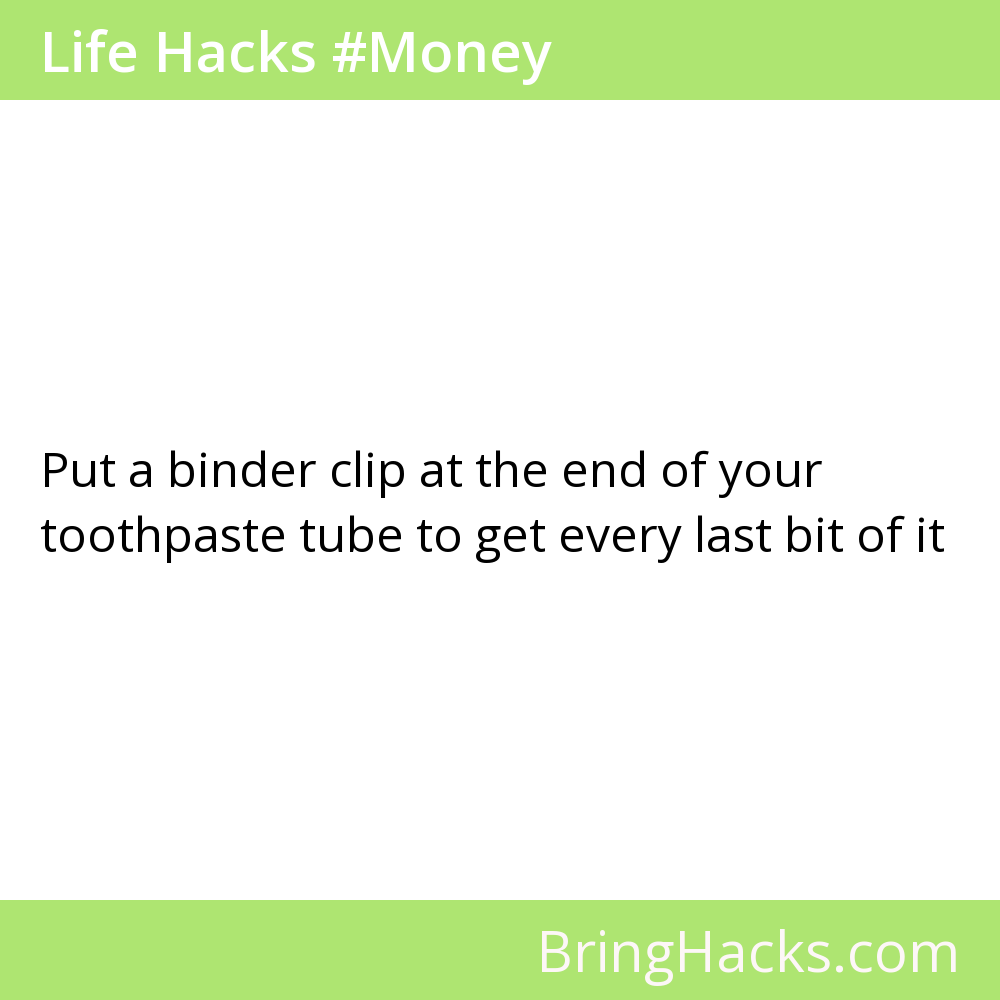 Life Hacks #Money
Put a binder clip at the end of your
toothpaste tube to get every last bit of it
BringHacks.com